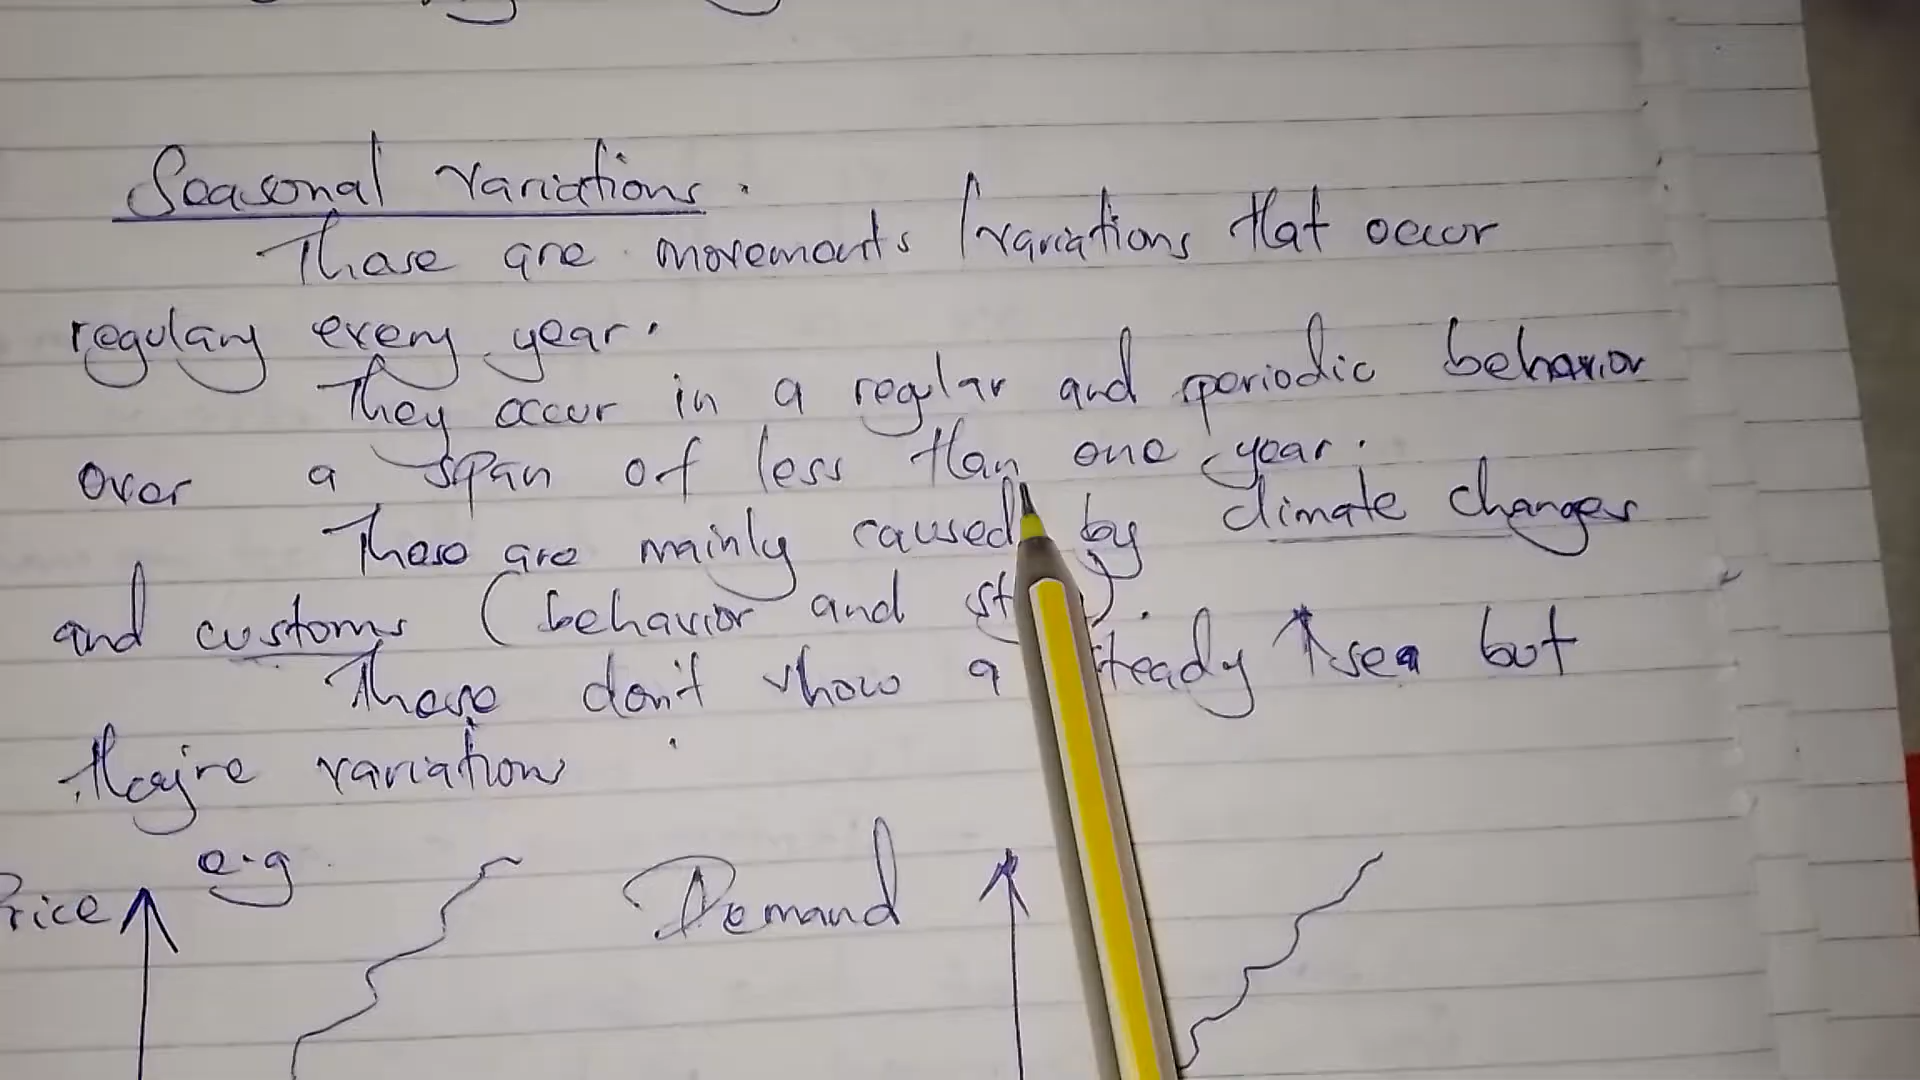 Seasonal variations.
These are movements / variations that occur
regulary every year.
They occur in a regular and periodic behavior
over a span of less than one year.
These are mainly caused by climate changes
and customs (behavior and st ).
These don't show a steady ↑se but
they're variations
e.g
Price Demand